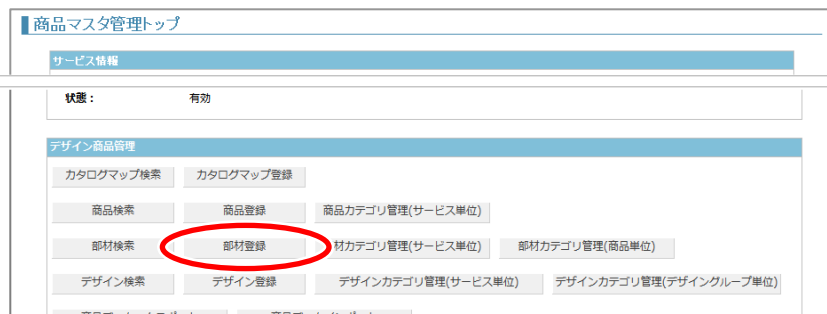 商品マスタ管理トップ
サービス情報
状態： 有効
デザイン商品管理
カタログマップ検索 カタログマップ登録
商品検索 商品登録 商品カテゴリ管理(サービス単位)
部材検索 部材登録 材カテゴリ管理(サービス単位) 部材カテゴリ管理(商品単位)
デザイン検索 デザイン登録 デザインカテゴリ管理(サービス単位) デザインカテゴリ管理(デザイングループ単位)